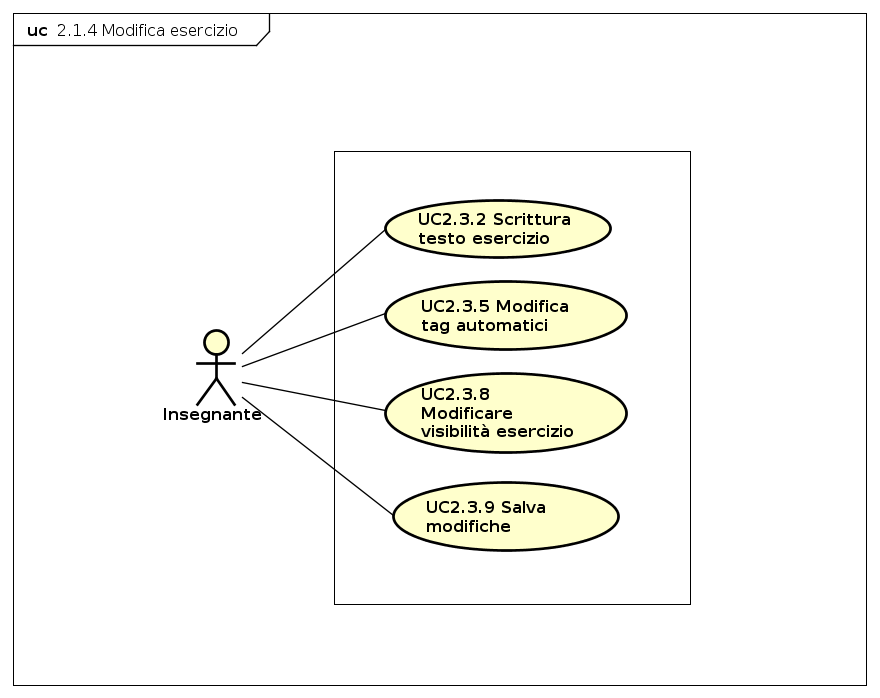 uc 2.1.4 Modifica esercizio
UC2.3.2 Scrittura
testo esercizio
UC2.3.5 Modifica
tag automatici
UC2.3.8
Modificare
visibilità esercizio
Insegnante
UC2.3.9 Salva
modifiche